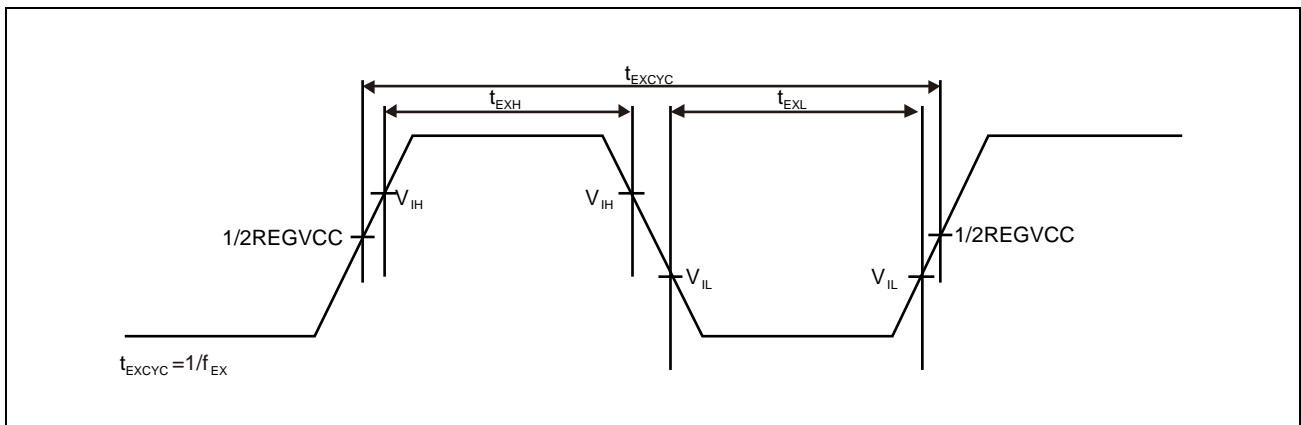 tEXCYC
tEXH tEXL
VIH VIH
1/2REGVCC 1/2REGVCC
VIL VIL
tEXCYC =1/fEX